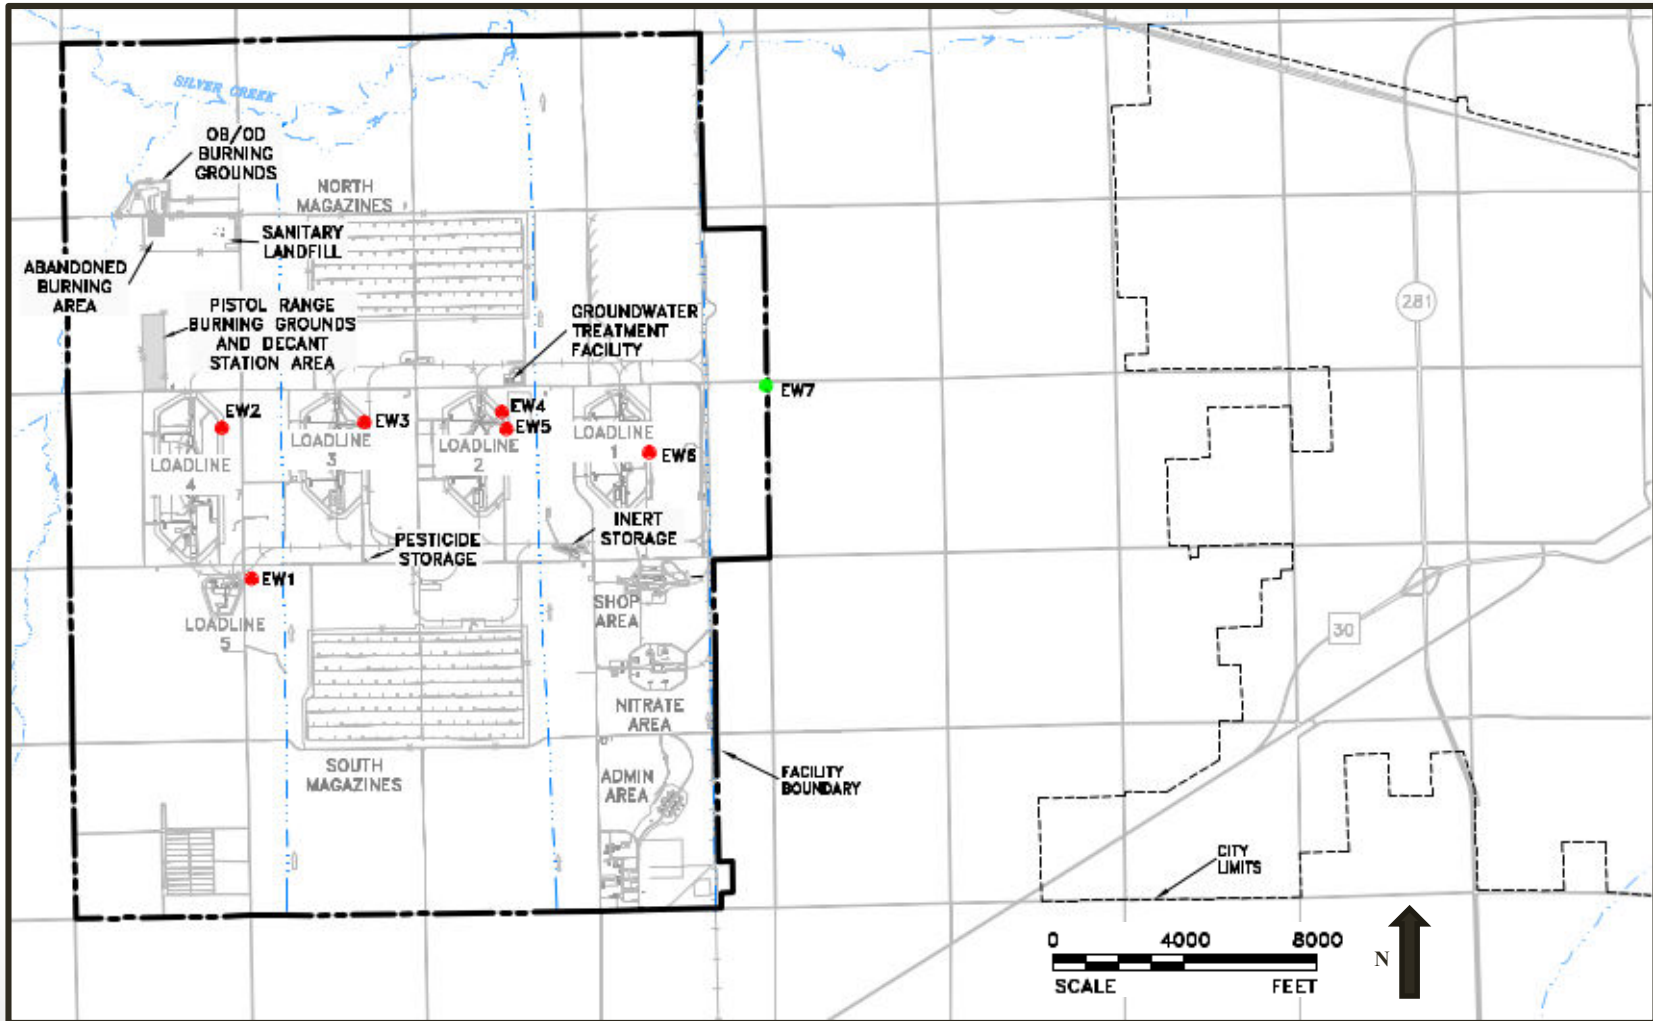 SILVER CREEK
OB/OD
BURNING
GROUNDS
NORTH
MAGAZINES
SANITARY
LANDFILL
ABANDONED
BURNING
AREA
PISTOL RANGE
BURNING GROUNDS
AND DECANT
STATION AREA
GROUNDWATER
TREATMENT
FACILITY
281
EW7
EW2
EW3
EW4
EW5
EW6
LOADLINE
4
LOADLINE
3
LOADLINE
2
LOADLINE
1
PESTICIDE
STORAGE
INERT
STORAGE
EW1
LOADLINE
5
SHOP
AREA
30
NITRATE
AREA
SOUTH
MAGAZINES
ADMIN
AREA
FACILITY
BOUNDARY
CITY
LIMITS
0 4000 8000
SCALE FEET
N